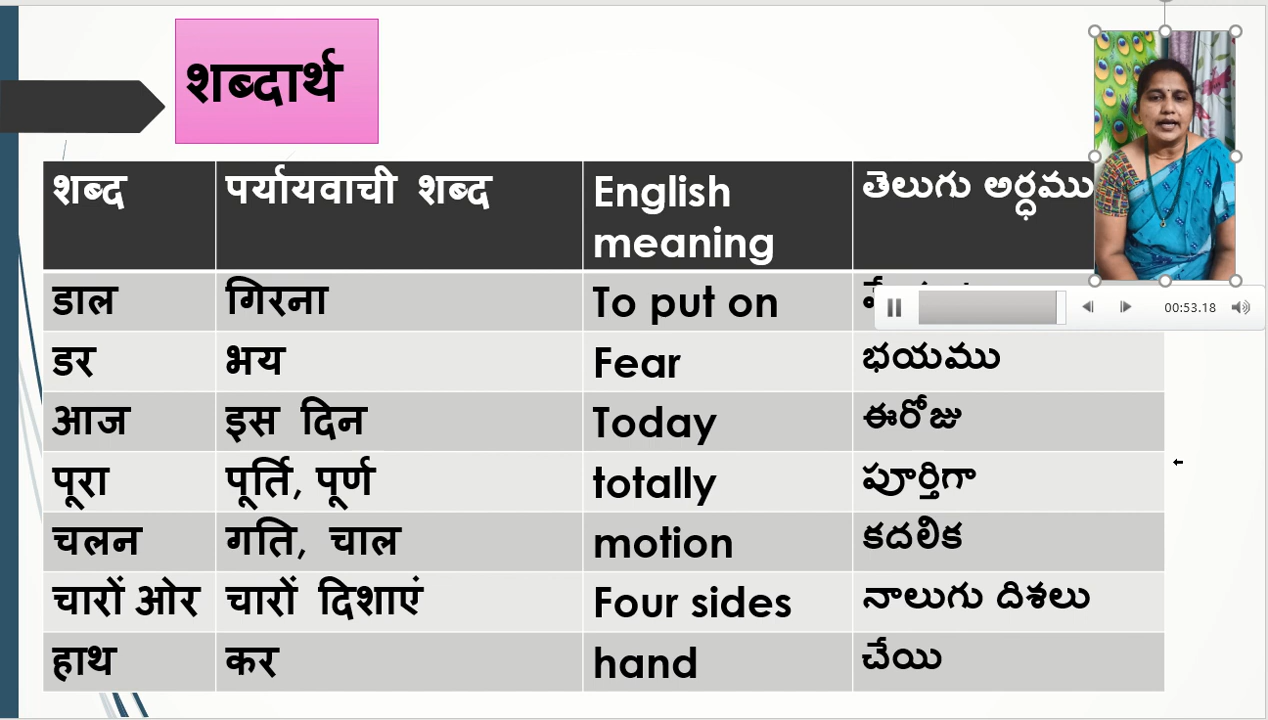 शब्दार्थ
शब्द पर्यायवाची शब्द English meaning తెలుగు అర్ధము
डाल गिरना To put on
00:53.18
डर भय Fear భయము
आज इस दिन Today ఈరోజు
पूरा पूर्ति, पूर्ण totally పూర్తిగా
चलन गति, चाल motion కదలిక
चारों ओर चारों दिशाएं Four sides నాలుగు దిశలు
हाथ कर hand చేయి